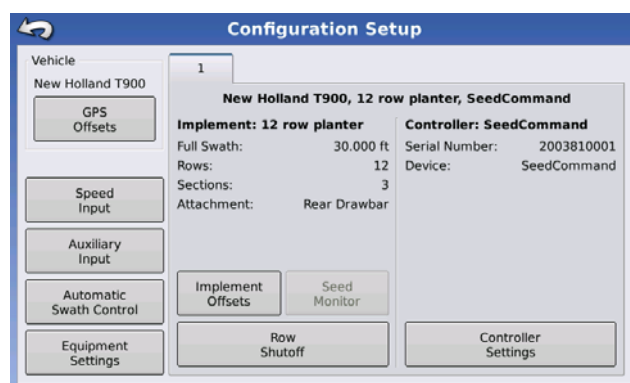 Configuration Setup
Vehicle
New Holland T900
GPS
Offsets
Speed
Input
Auxiliary
Input
Automatic
Swath Control
Equipment
Settings
1
New Holland T900, 12 row planter, SeedCommand
Implement: 12 row planter
Full Swath: 30.000 ft
Rows: 12
Sections: 3
Attachment: Rear Drawbar
Implement
Offsets
Seed
Monitor
Row
Shutoff
Controller: SeedCommand
Serial Number: 2003810001
Device: SeedCommand
Controller
Settings